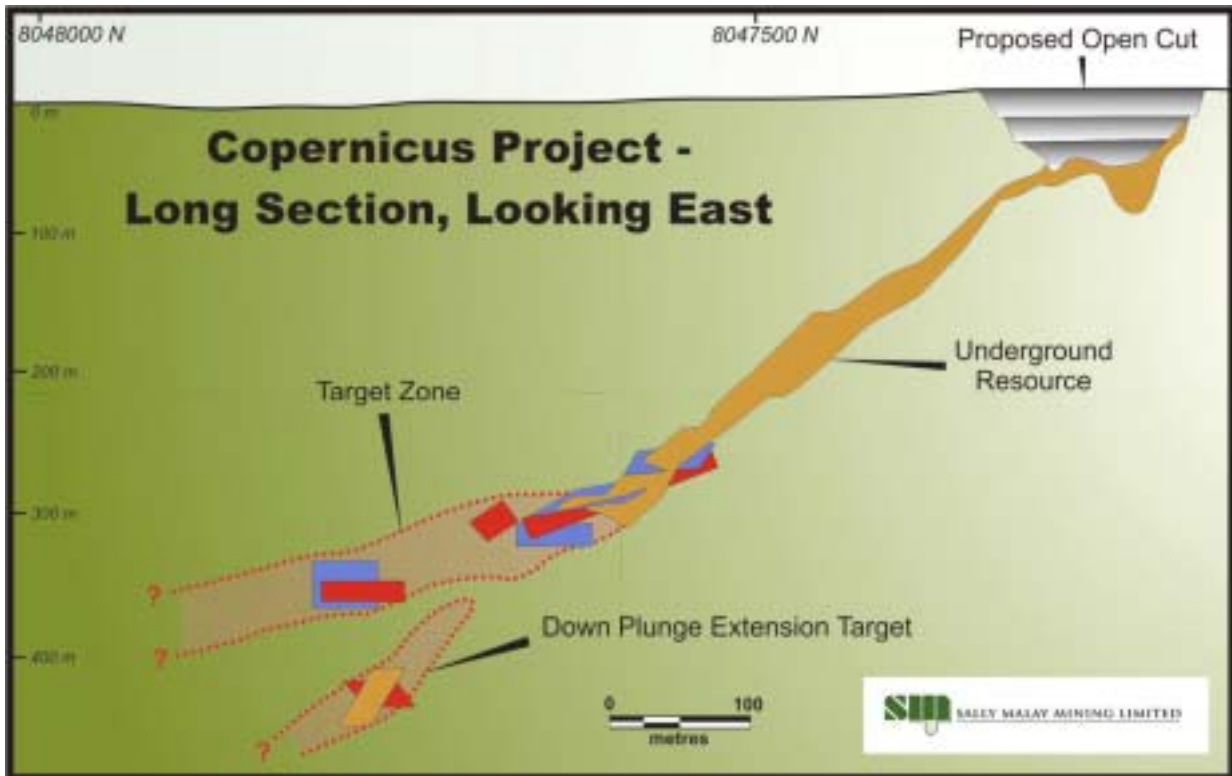 8048000 N
8047500 N
Proposed Open Cut
0 m
Copernicus Project -
Long Section, Looking East
100 m
Underground
Resource
200 m
Target Zone
300 m
?
?
Down Plunge Extension Target
400 m
?
0 100
metres
sm SALLY MALAY MINING LIMITED